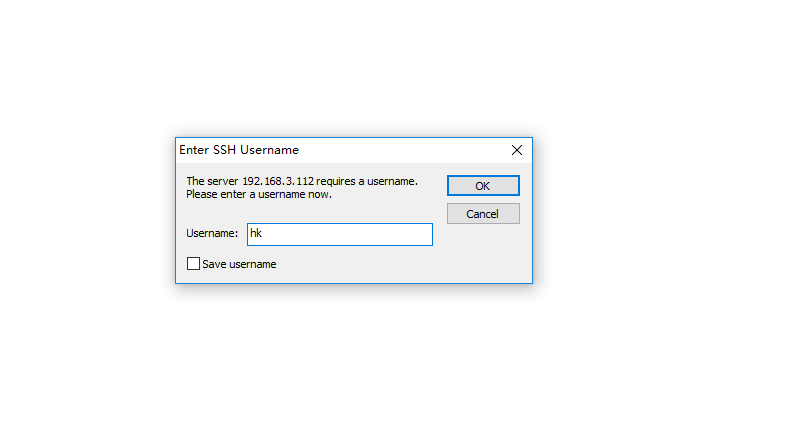 Enter SSH Username
The server 192.168.3.112 requires a username.
Please enter a username now.
OK
Cancel
Username: hk
Save username